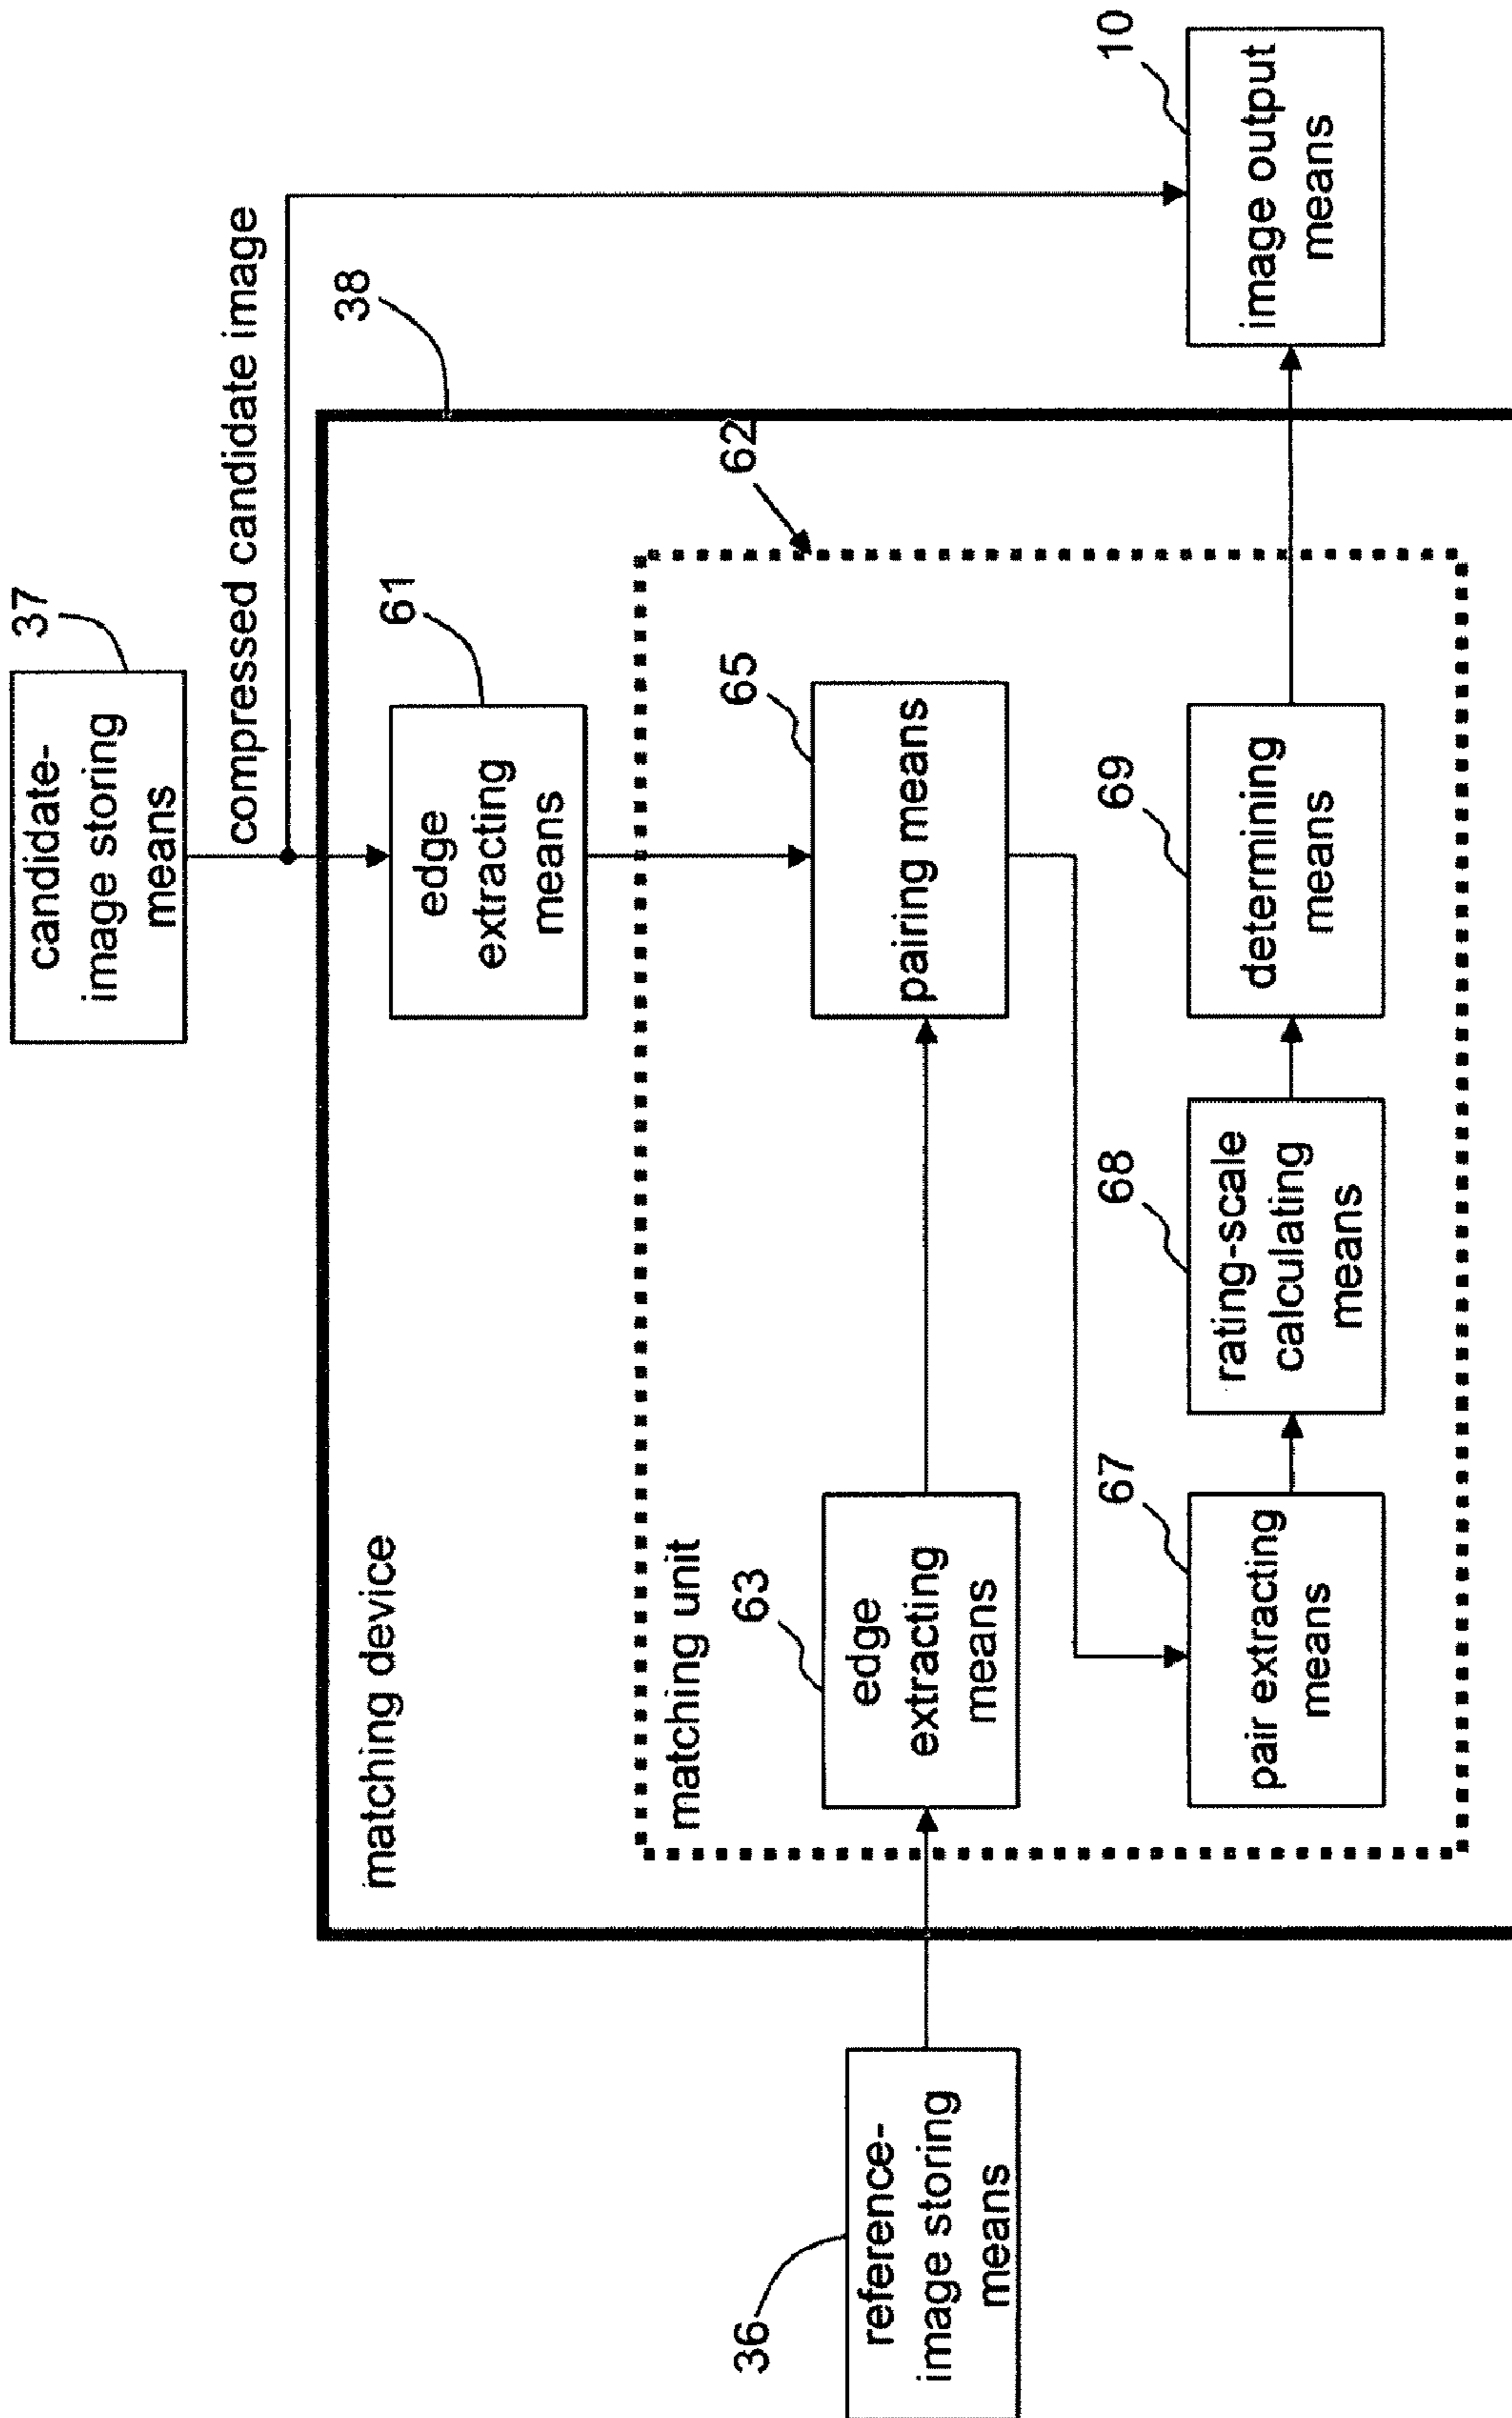 37
candidate-
image storing
means
compressed candidate image
38
matching device
61
edge
extracting
means
62
matching unit
63
edge
extracting
means
65
pairing means
36
reference-
image storing
means
67
pair extracting
means
68
rating-scale
calculating
means
69
determining
means
10
image output
means